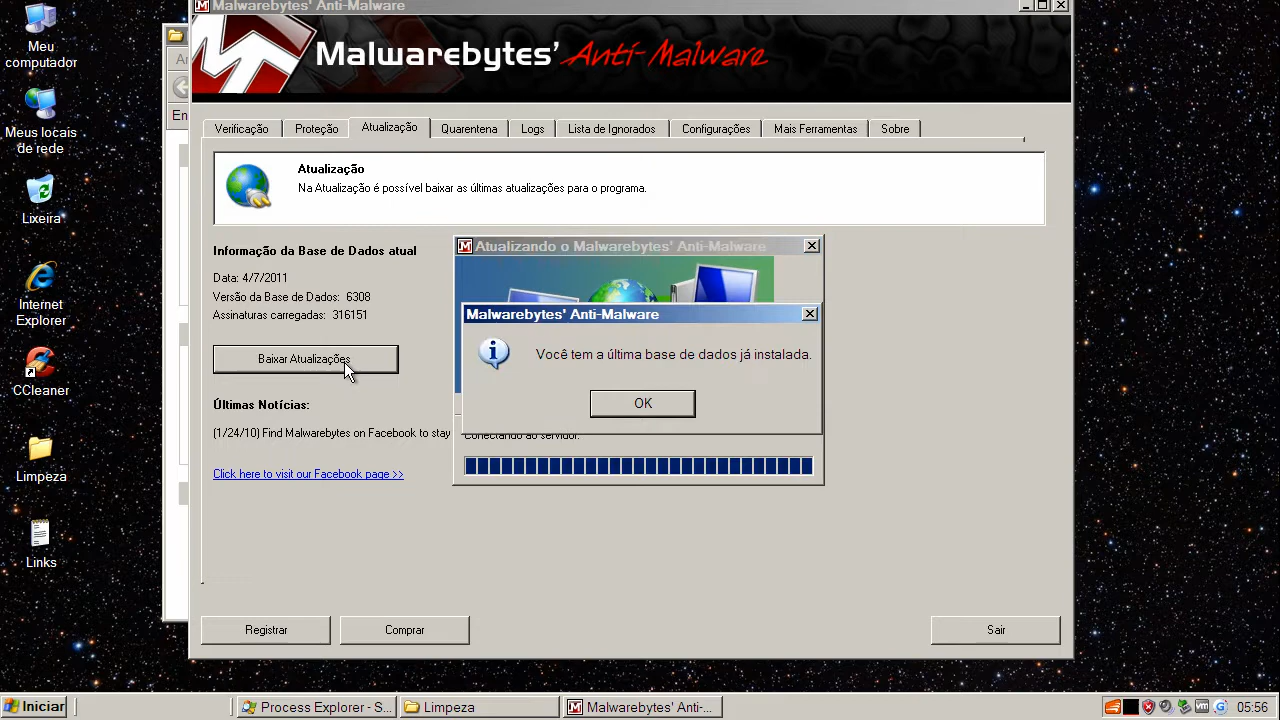 Meu
computador
Meus locais
de rede
Lixeira
Internet
Explorer
CCleaner
Limpeza
Links
Malwarebytes' Anti-Malware
Malwarebytes' Anti-Malware
Verificação
Proteção
Atualização
Quarentena
Logs
Lista de Ignorados
Configurações
Mais Ferramentas
Sobre
Atualização
Na Atualização é possível baixar as últimas atualizações para o programa.
Informação da Base de Dados atual
Data: 4/7/2011
Versão da Base de Dados: 6308
Assinaturas carregadas: 316151
Baixar Atualizações
Últimas Notícias:
(1/24/10) Find Malwarebytes on Facebook to stay
Click here to visit our Facebook page >>
Atualizando o Malwarebytes' Anti-Malware
Malwarebytes' Anti-Malware
Você tem a última base de dados já instalada.
OK
Conectando ao servidor.
Registrar
Comprar
Sair
Iniciar
Process Explorer - S...
LImpeza
Malwarebytes' Anti-...
05:56